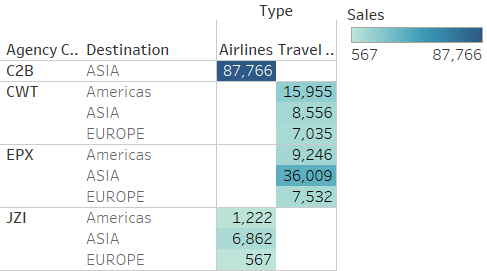 Type
Sales
567 87,766
Agency C.. Destination Airlines Travel ..
C2B ASIA 87,766
CWT Americas 15,955
ASIA 8,556
EUROPE 7,035
EPX Americas 9,246
ASIA 36,009
EUROPE 7,532
JZI Americas 1,222
ASIA 6,862
EUROPE 567